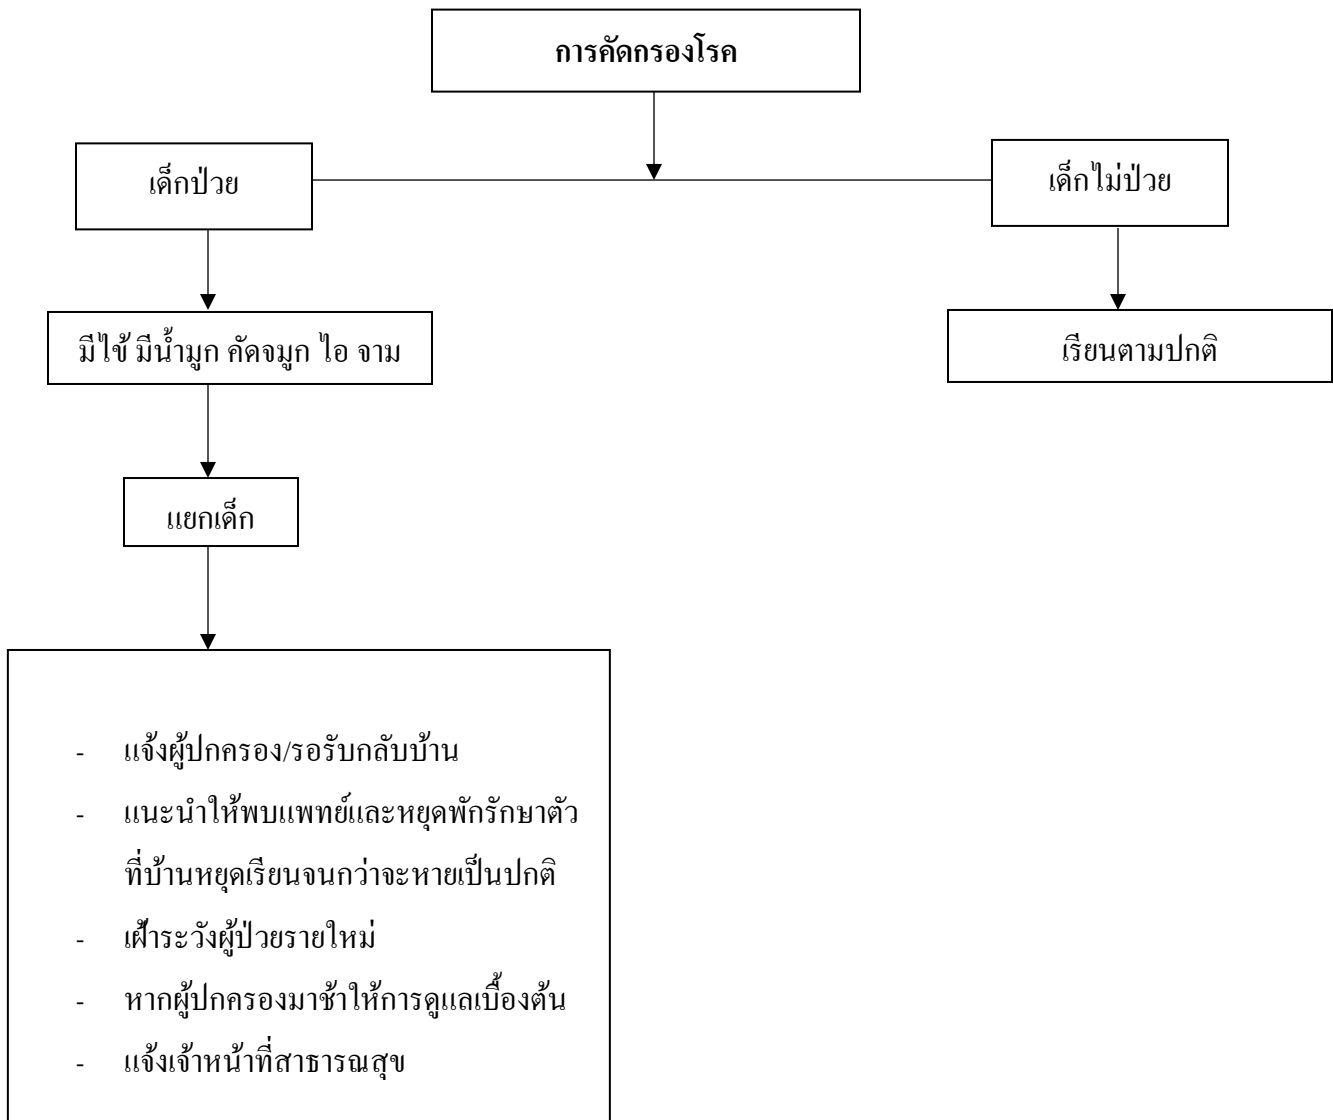 การคัดกรองโรค
เด็กป่วย
เด็กไม่ป่วย
มีไข้ มีน้ำมูก คัดจมูก ไอ จาม
เรียนตามปกติ
แยกเด็ก
- แจ้งผู้ปกครอง/รอรับกลับบ้าน
- แนะนำให้พบแพทย์และหยุดพักรักษาตัว
ที่บ้านหยุดเรียนจนกว่าจะหายเป็นปกติ
- เฝ้าระวังผู้ป่วยรายใหม่
- หากผู้ปกครองมาช้าให้การดูแลเบื้องต้น
- แจ้งเจ้าหน้าที่สาธารณสุข